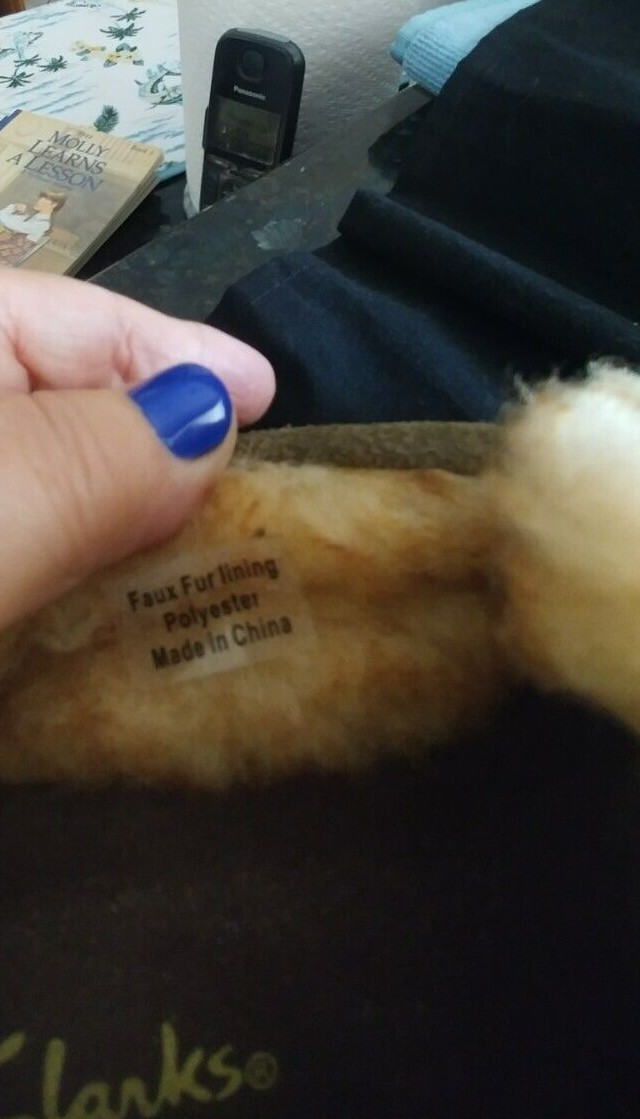 Panasonic
MOLLY
LEARNS
A LESSON
Faux Fur lining
Polyester
Made in China
Clarks®